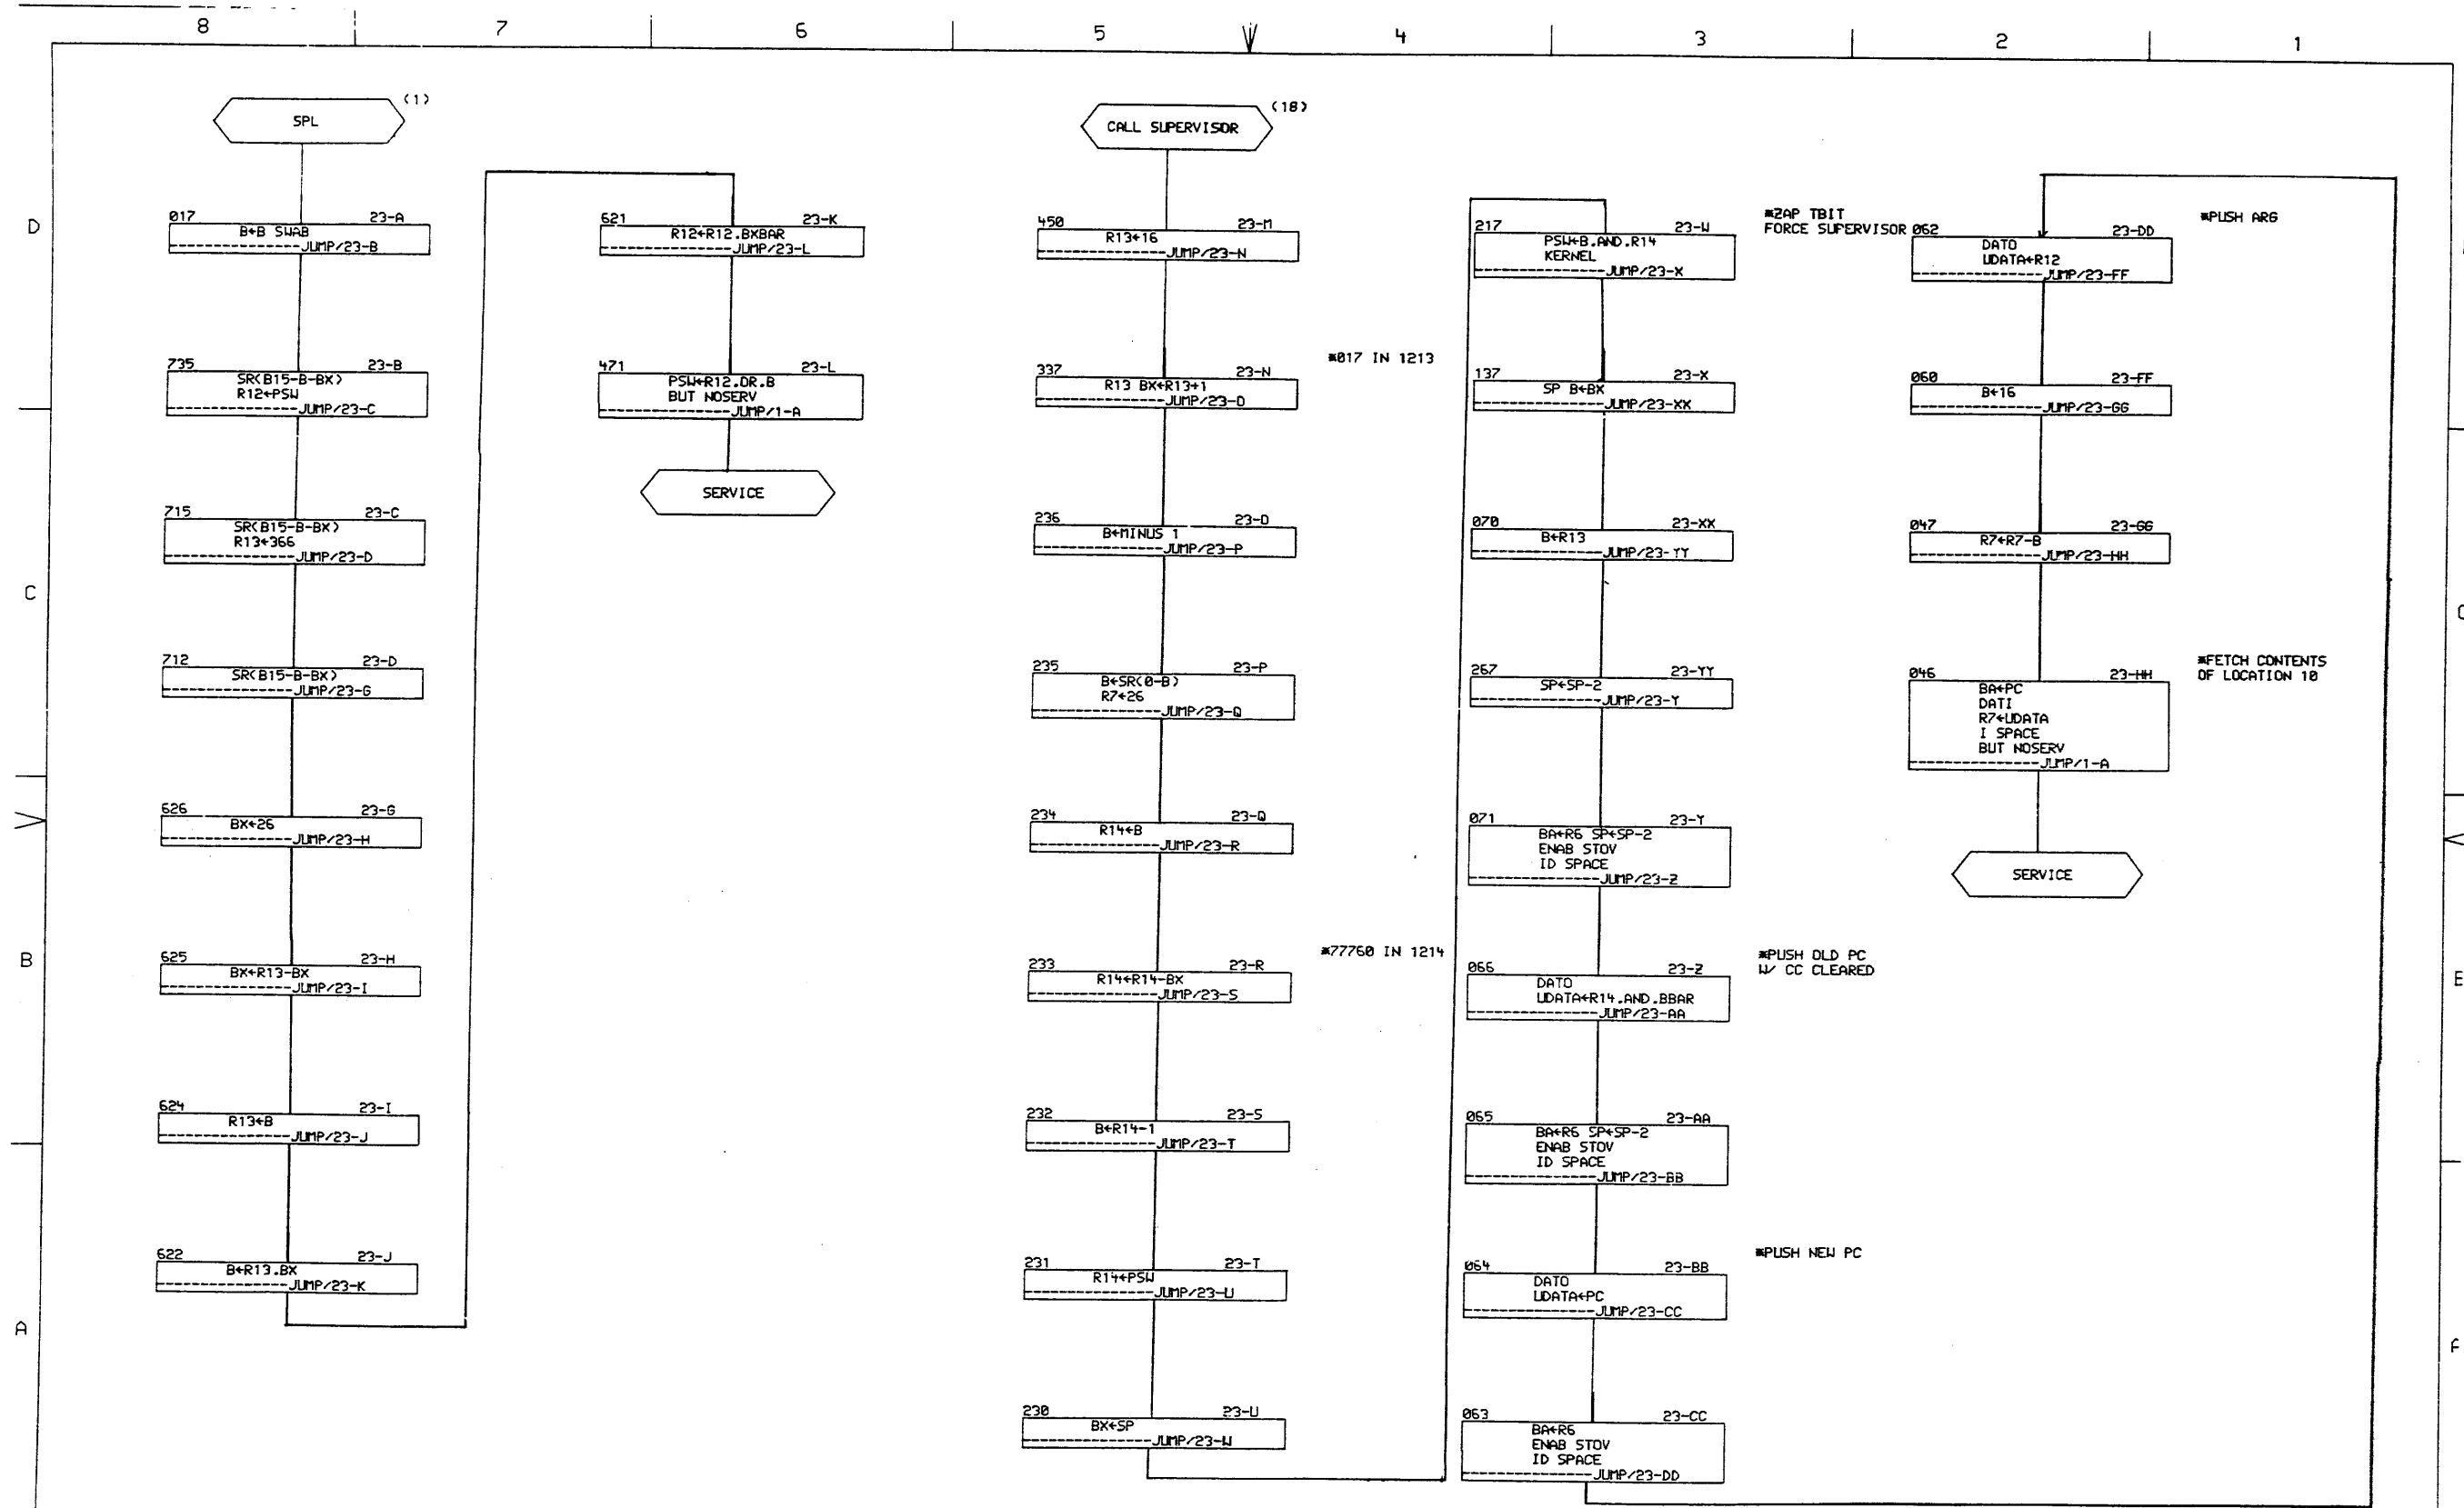 8 7 6 5 4 3 2 1
D
C
B
A
SPL
(1)
017 23-A
B←B SWAB
JUMP/23-B
735 23-B
SR(B15-B-BX)
R12←PSW
JUMP/23-C
715 23-C
SR(B15-B-BX)
R13←366
JUMP/23-D
712 23-D
SR(B15-B-BX)
JUMP/23-G
626 23-G
BX←26
JUMP/23-H
625 23-H
BX←R13-BX
JUMP/23-I
624 23-I
R13←B
JUMP/23-J
622 23-J
B←R13.BX
JUMP/23-K
621 23-K
R12←R12.BXBAR
JUMP/23-L
471 23-L
PSW←R12.OR.B
BUT NOSERV
JUMP/1-A
SERVICE
CALL SUPERVISOR
(18)
450 23-M
R13←16
JUMP/23-N
337 23-N
R13 BX←R13+1
JUMP/23-O
*017 IN 1213
236 23-O
B←MINUS 1
JUMP/23-P
235 23-P
B←SR(0-B)
R7←26
JUMP/23-Q
234 23-Q
R14←B
JUMP/23-R
233 23-R
R14←R14-BX
JUMP/23-S
*77760 IN 1214
232 23-S
B←R14-1
JUMP/23-T
231 23-T
R14←PSW
JUMP/23-U
230 23-U
BX←SP
JUMP/23-W
217 23-W
PSW←B.AND.R14
KERNEL
JUMP/23-X
*ZAP TBIT
FORCE SUPERVISOR
137 23-X
SP B←BX
JUMP/23-XX
070 23-XX
B←R13
JUMP/23-YY
267 23-YY
SP←SP-2
JUMP/23-Y
071 23-Y
BA←R6 SP←SP-2
ENAB STOV
ID SPACE
JUMP/23-Z
066 23-Z
DATO
UDATA←R14.AND.BBAR
JUMP/23-AA
*PUSH OLD PC
W/ CC CLEARED
065 23-AA
BA←R6 SP←SP-2
ENAB STOV
ID SPACE
JUMP/23-BB
064 23-BB
DATO
UDATA←PC
JUMP/23-CC
*PUSH NEW PC
063 23-CC
BA←R6
ENAB STOV
ID SPACE
JUMP/23-DD
062 23-DD
DATO
UDATA←R12
JUMP/23-FF
*PUSH ARG
060 23-FF
B←16
JUMP/23-GG
047 23-GG
R7←R7-B
JUMP/23-HH
046 23-HH
BA←PC
DATI
R7←UDATA
I SPACE
BUT NOSERV
JUMP/1-A
*FETCH CONTENTS
OF LOCATION 10
SERVICE